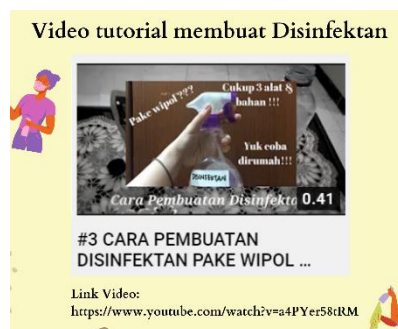 Video tutorial membuat Disinfektan
Pake wipol???
Cukup 3 alat &
bahan !!!
Yuk coba
dirumah!!!
DISINFEKTAN
Cara Pembuatan Disinfekta
0.41
#3 CARA PEMBUATAN
DISINFEKTAN PAKE WIPOL ...
Link Video:
https://www.youtube.com/watch?v=a4PYer58tRM